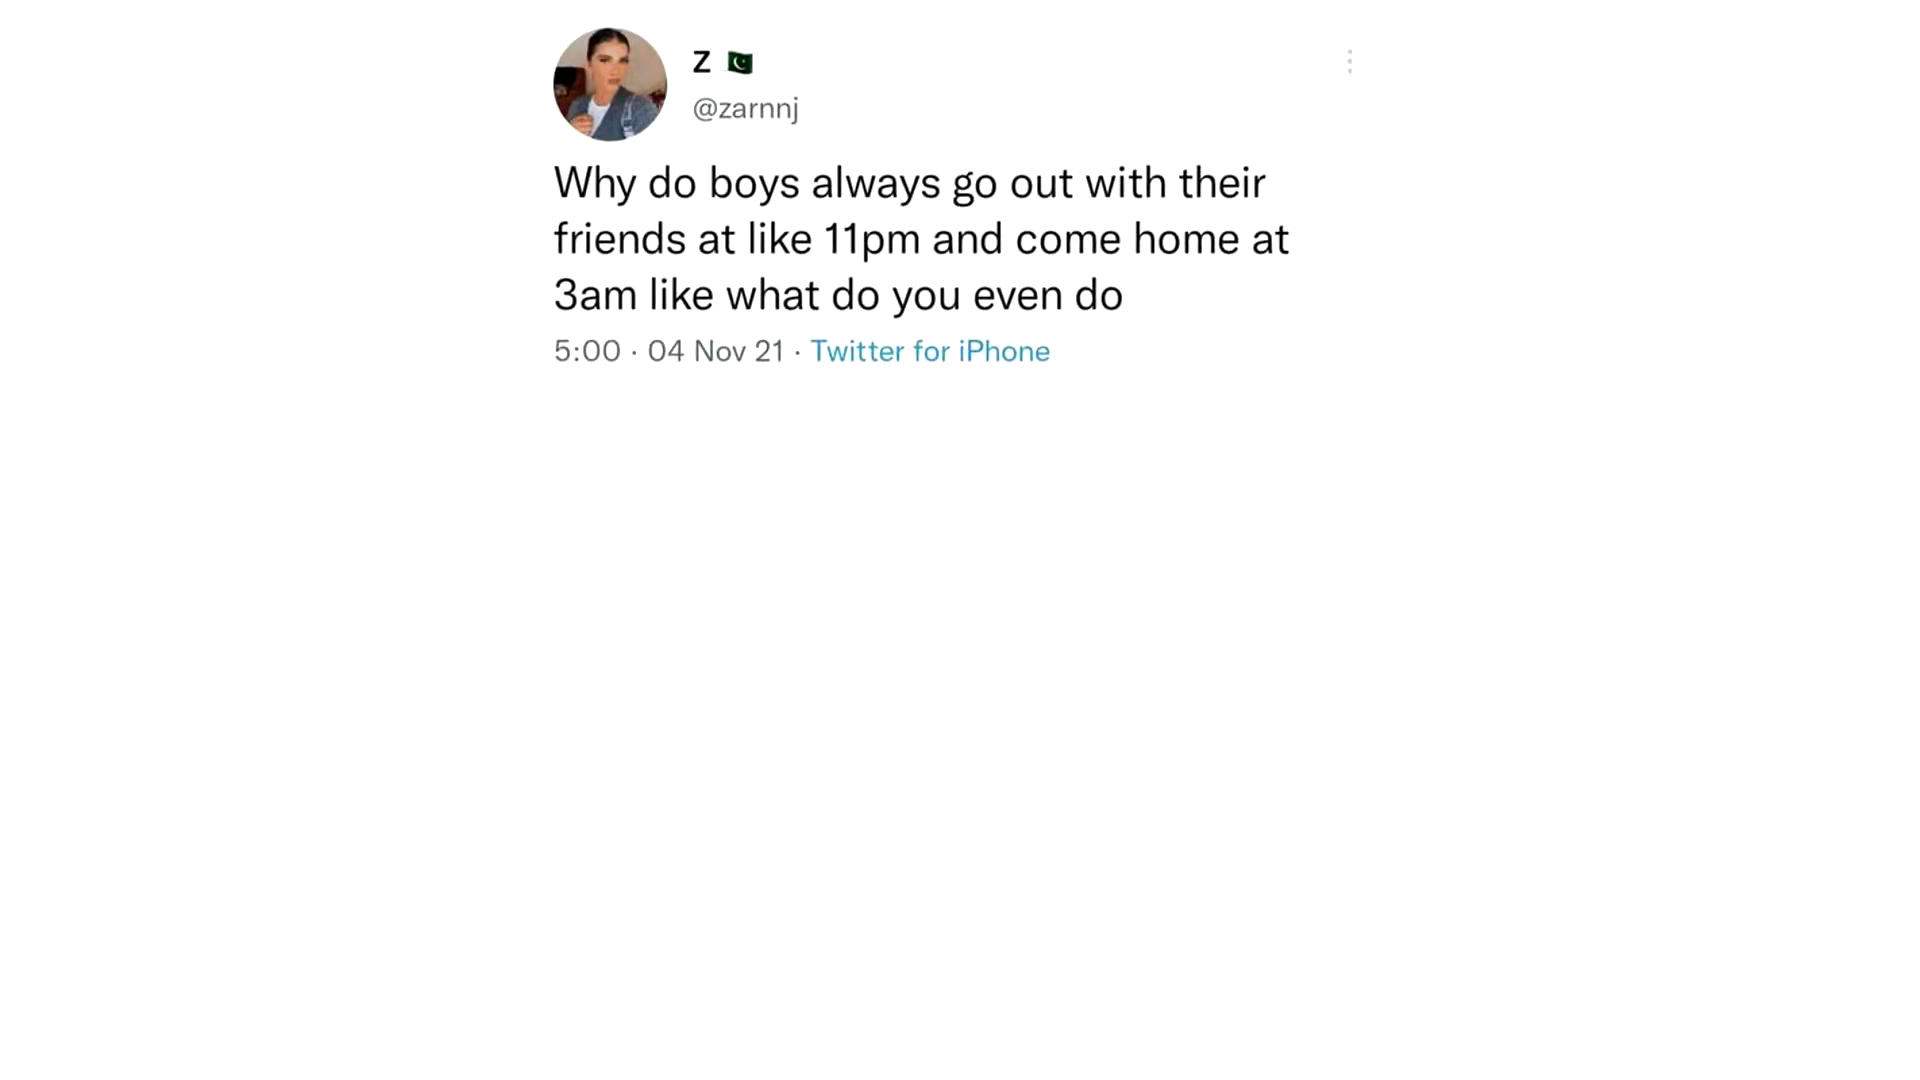 Z 🇵🇰
@zarnnj
Why do boys always go out with their
friends at like 11pm and come home at
3am like what do you even do
5:00 · 04 Nov 21 · Twitter for iPhone